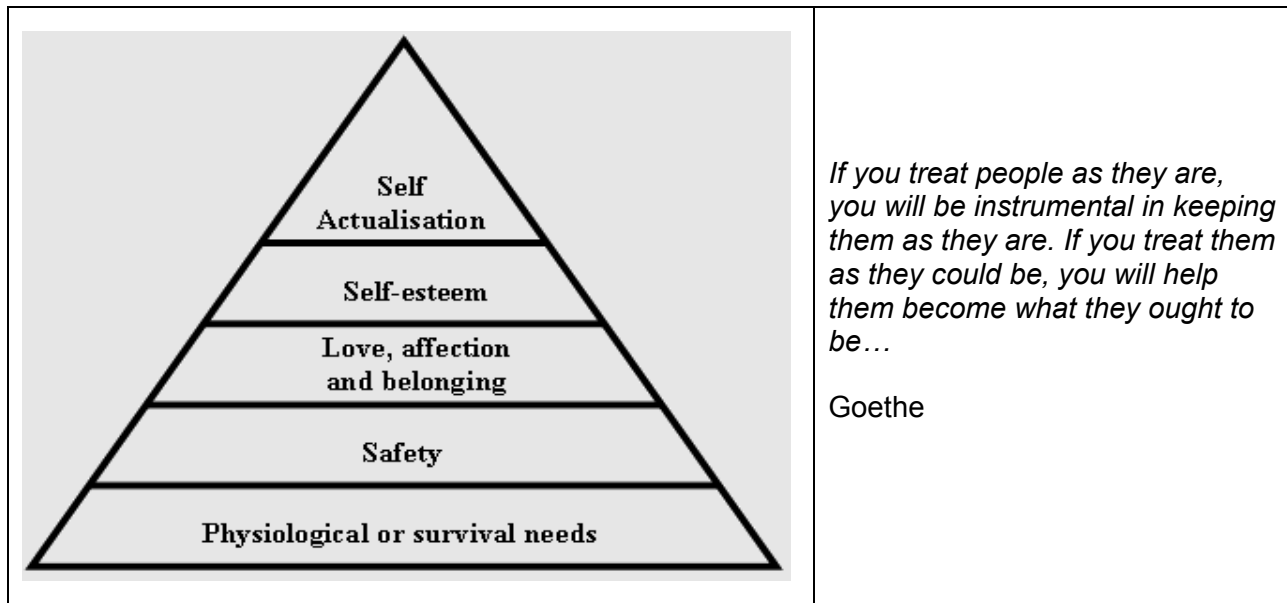 Self
Actualisation
Self-esteem
Love, affection
and belonging
Safety
Physiological or survival needs
If you treat people as they are,
you will be instrumental in keeping
them as they are. If you treat them
as they could be, you will help
them become what they ought to
be…
Goethe